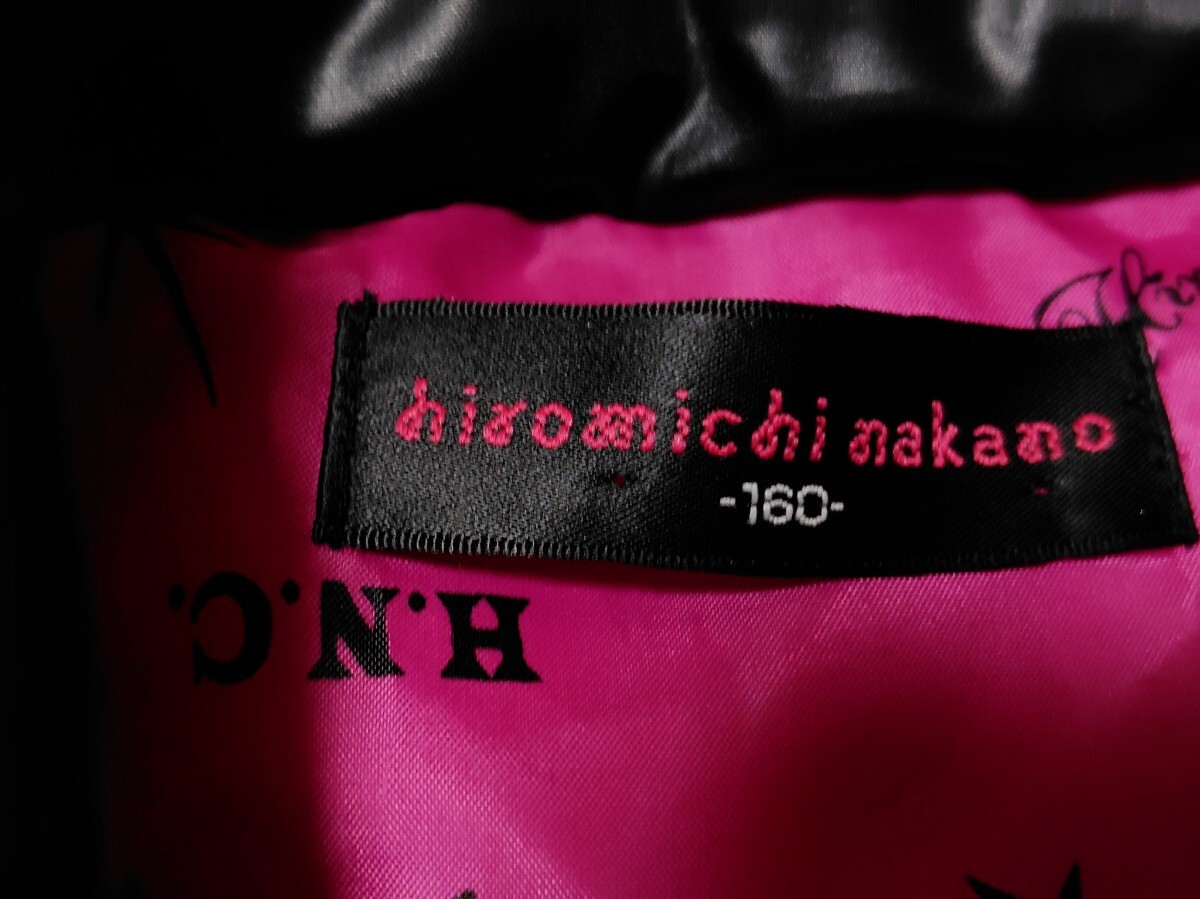 hiromichi nakano
-160-
H.N.C.